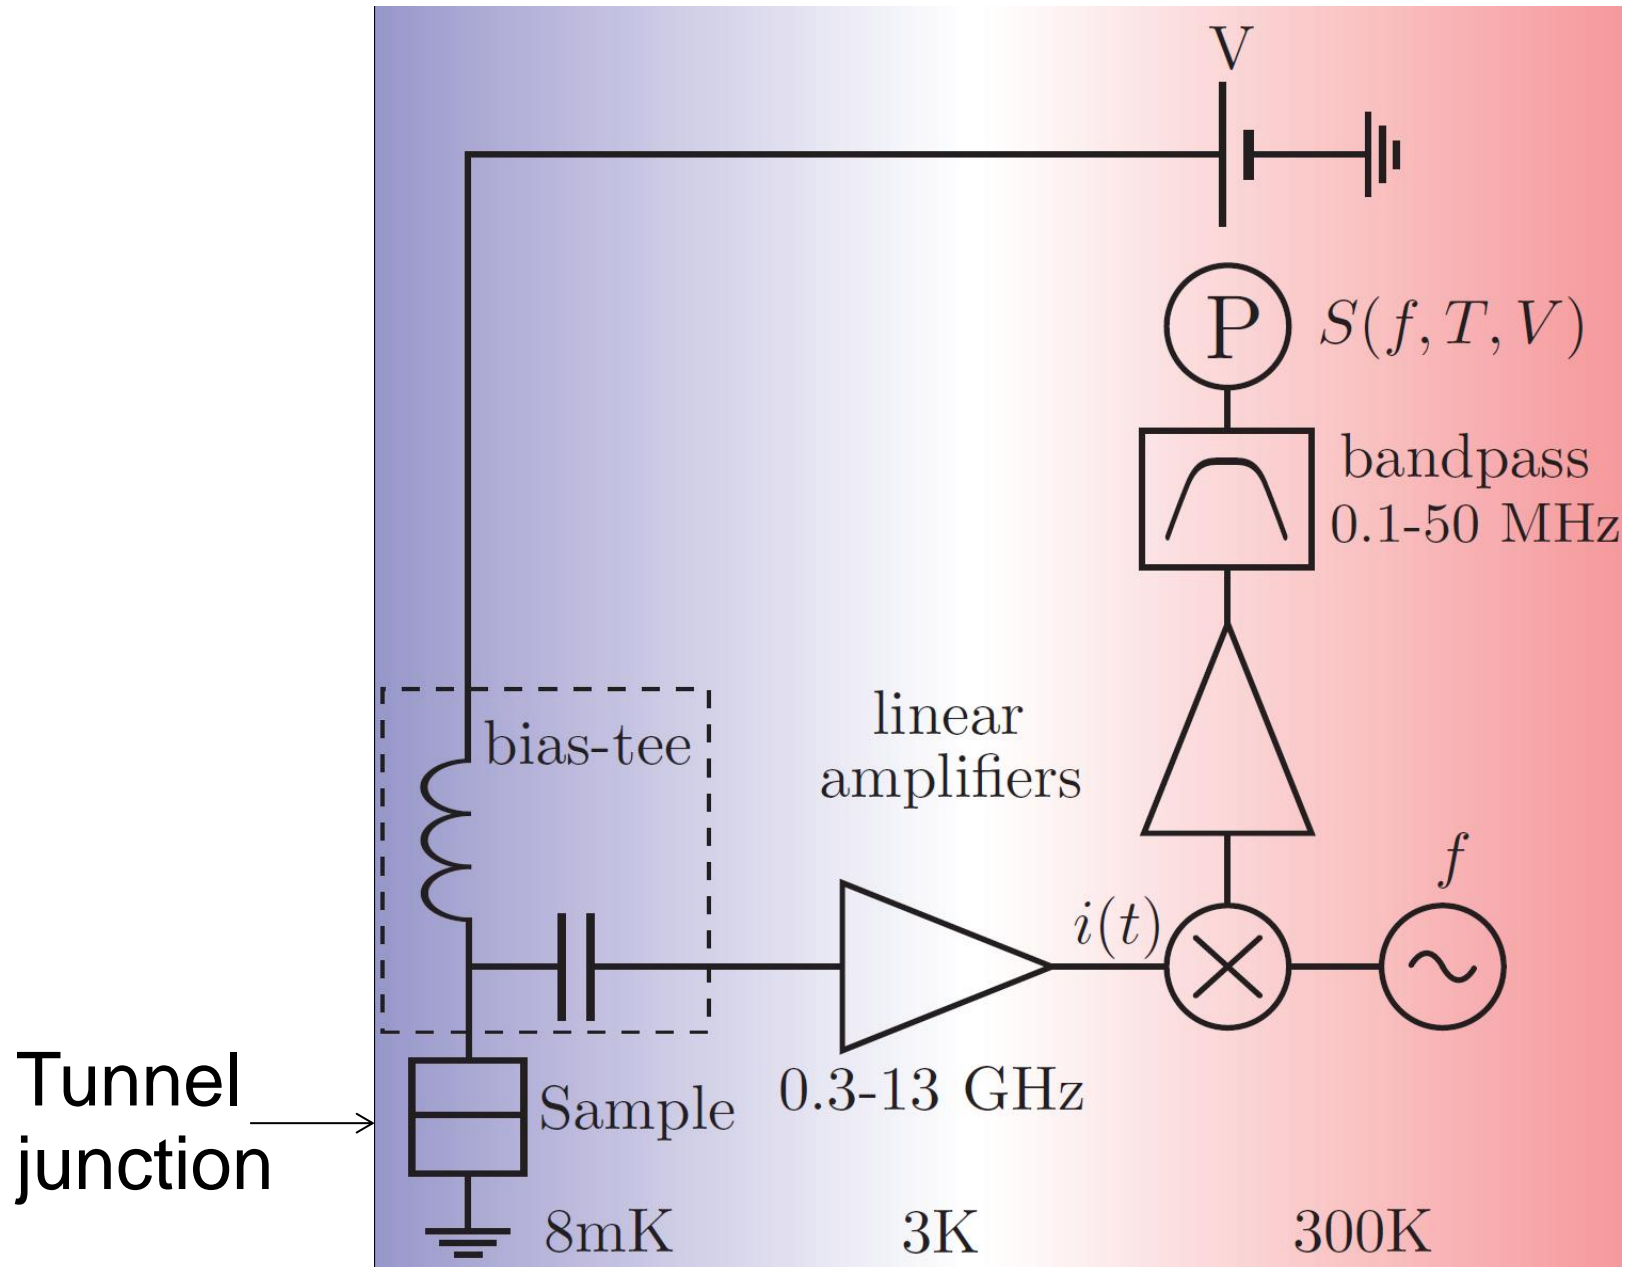 V
P
S(f, T, V)
bandpass
0.1-50 MHz
bias-tee
linear
amplifiers
f
i(t)
Tunnel
junction
Sample
0.3-13 GHz
8mK
3K
300K